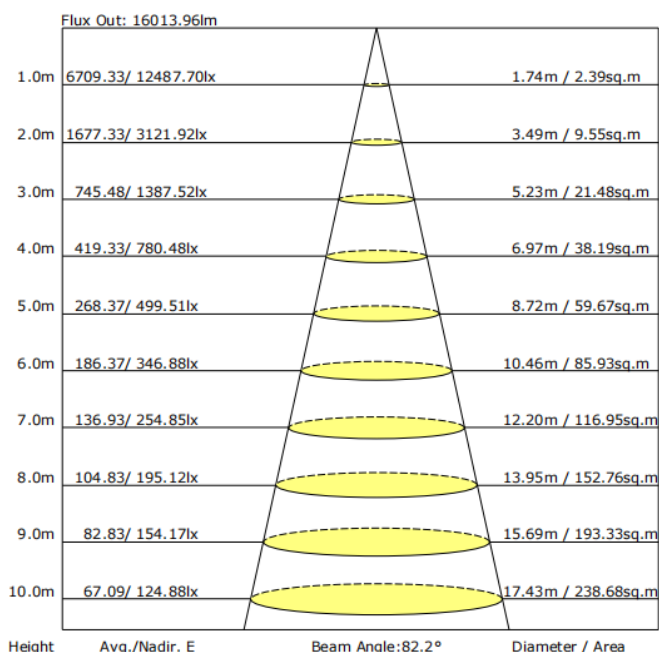 Flux Out: 16013.96lm
1.0m 6709.33/ 12487.70lx 1.74m / 2.39sq.m
2.0m 1677.33/ 3121.92lx 3.49m / 9.55sq.m
3.0m 745.48/ 1387.52lx 5.23m / 21.48sq.m
4.0m 419.33/ 780.48lx 6.97m / 38.19sq.m
5.0m 268.37/ 499.51lx 8.72m / 59.67sq.m
6.0m 186.37/ 346.88lx 10.46m / 85.93sq.m
7.0m 136.93/ 254.85lx 12.20m / 116.95sq.m
8.0m 104.83/ 195.12lx 13.95m / 152.76sq.m
9.0m 82.83/ 154.17lx 15.69m / 193.33sq.m
10.0m 67.09/ 124.88lx 17.43m / 238.68sq.m
Height Avg./Nadir. E Beam Angle:82.2° Diameter / Area